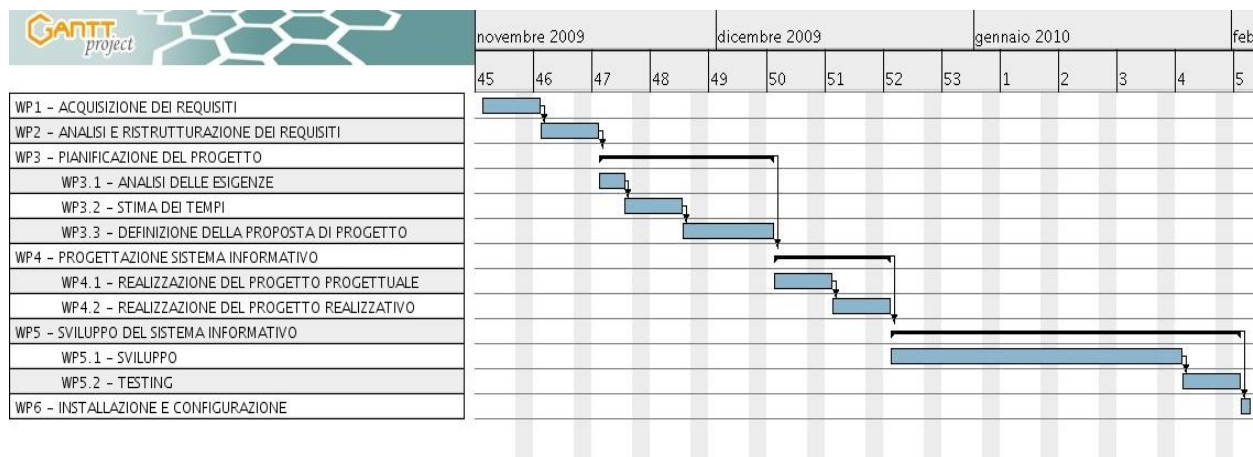 GANTT
project
novembre 2009 dicembre 2009 gennaio 2010 feb
45 46 47 48 49 50 51 52 53 1 2 3 4 5
WP1 - ACQUISIZIONE DEI REQUISITI
WP2 - ANALISI E RISTRUTTURAZIONE DEI REQUISITI
WP3 - PIANIFICAZIONE DEL PROGETTO
WP3.1 - ANALISI DELLE ESIGENZE
WP3.2 - STIMA DEI TEMPI
WP3.3 - DEFINIZIONE DELLA PROPOSTA DI PROGETTO
WP4 - PROGETTAZIONE SISTEMA INFORMATIVO
WP4.1 - REALIZZAZIONE DEL PROGETTO PROGETTUALE
WP4.2 - REALIZZAZIONE DEL PROGETTO REALIZZATIVO
WP5 - SVILUPPO DEL SISTEMA INFORMATIVO
WP5.1 - SVILUPPO
WP5.2 - TESTING
WP6 - INSTALLAZIONE E CONFIGURAZIONE